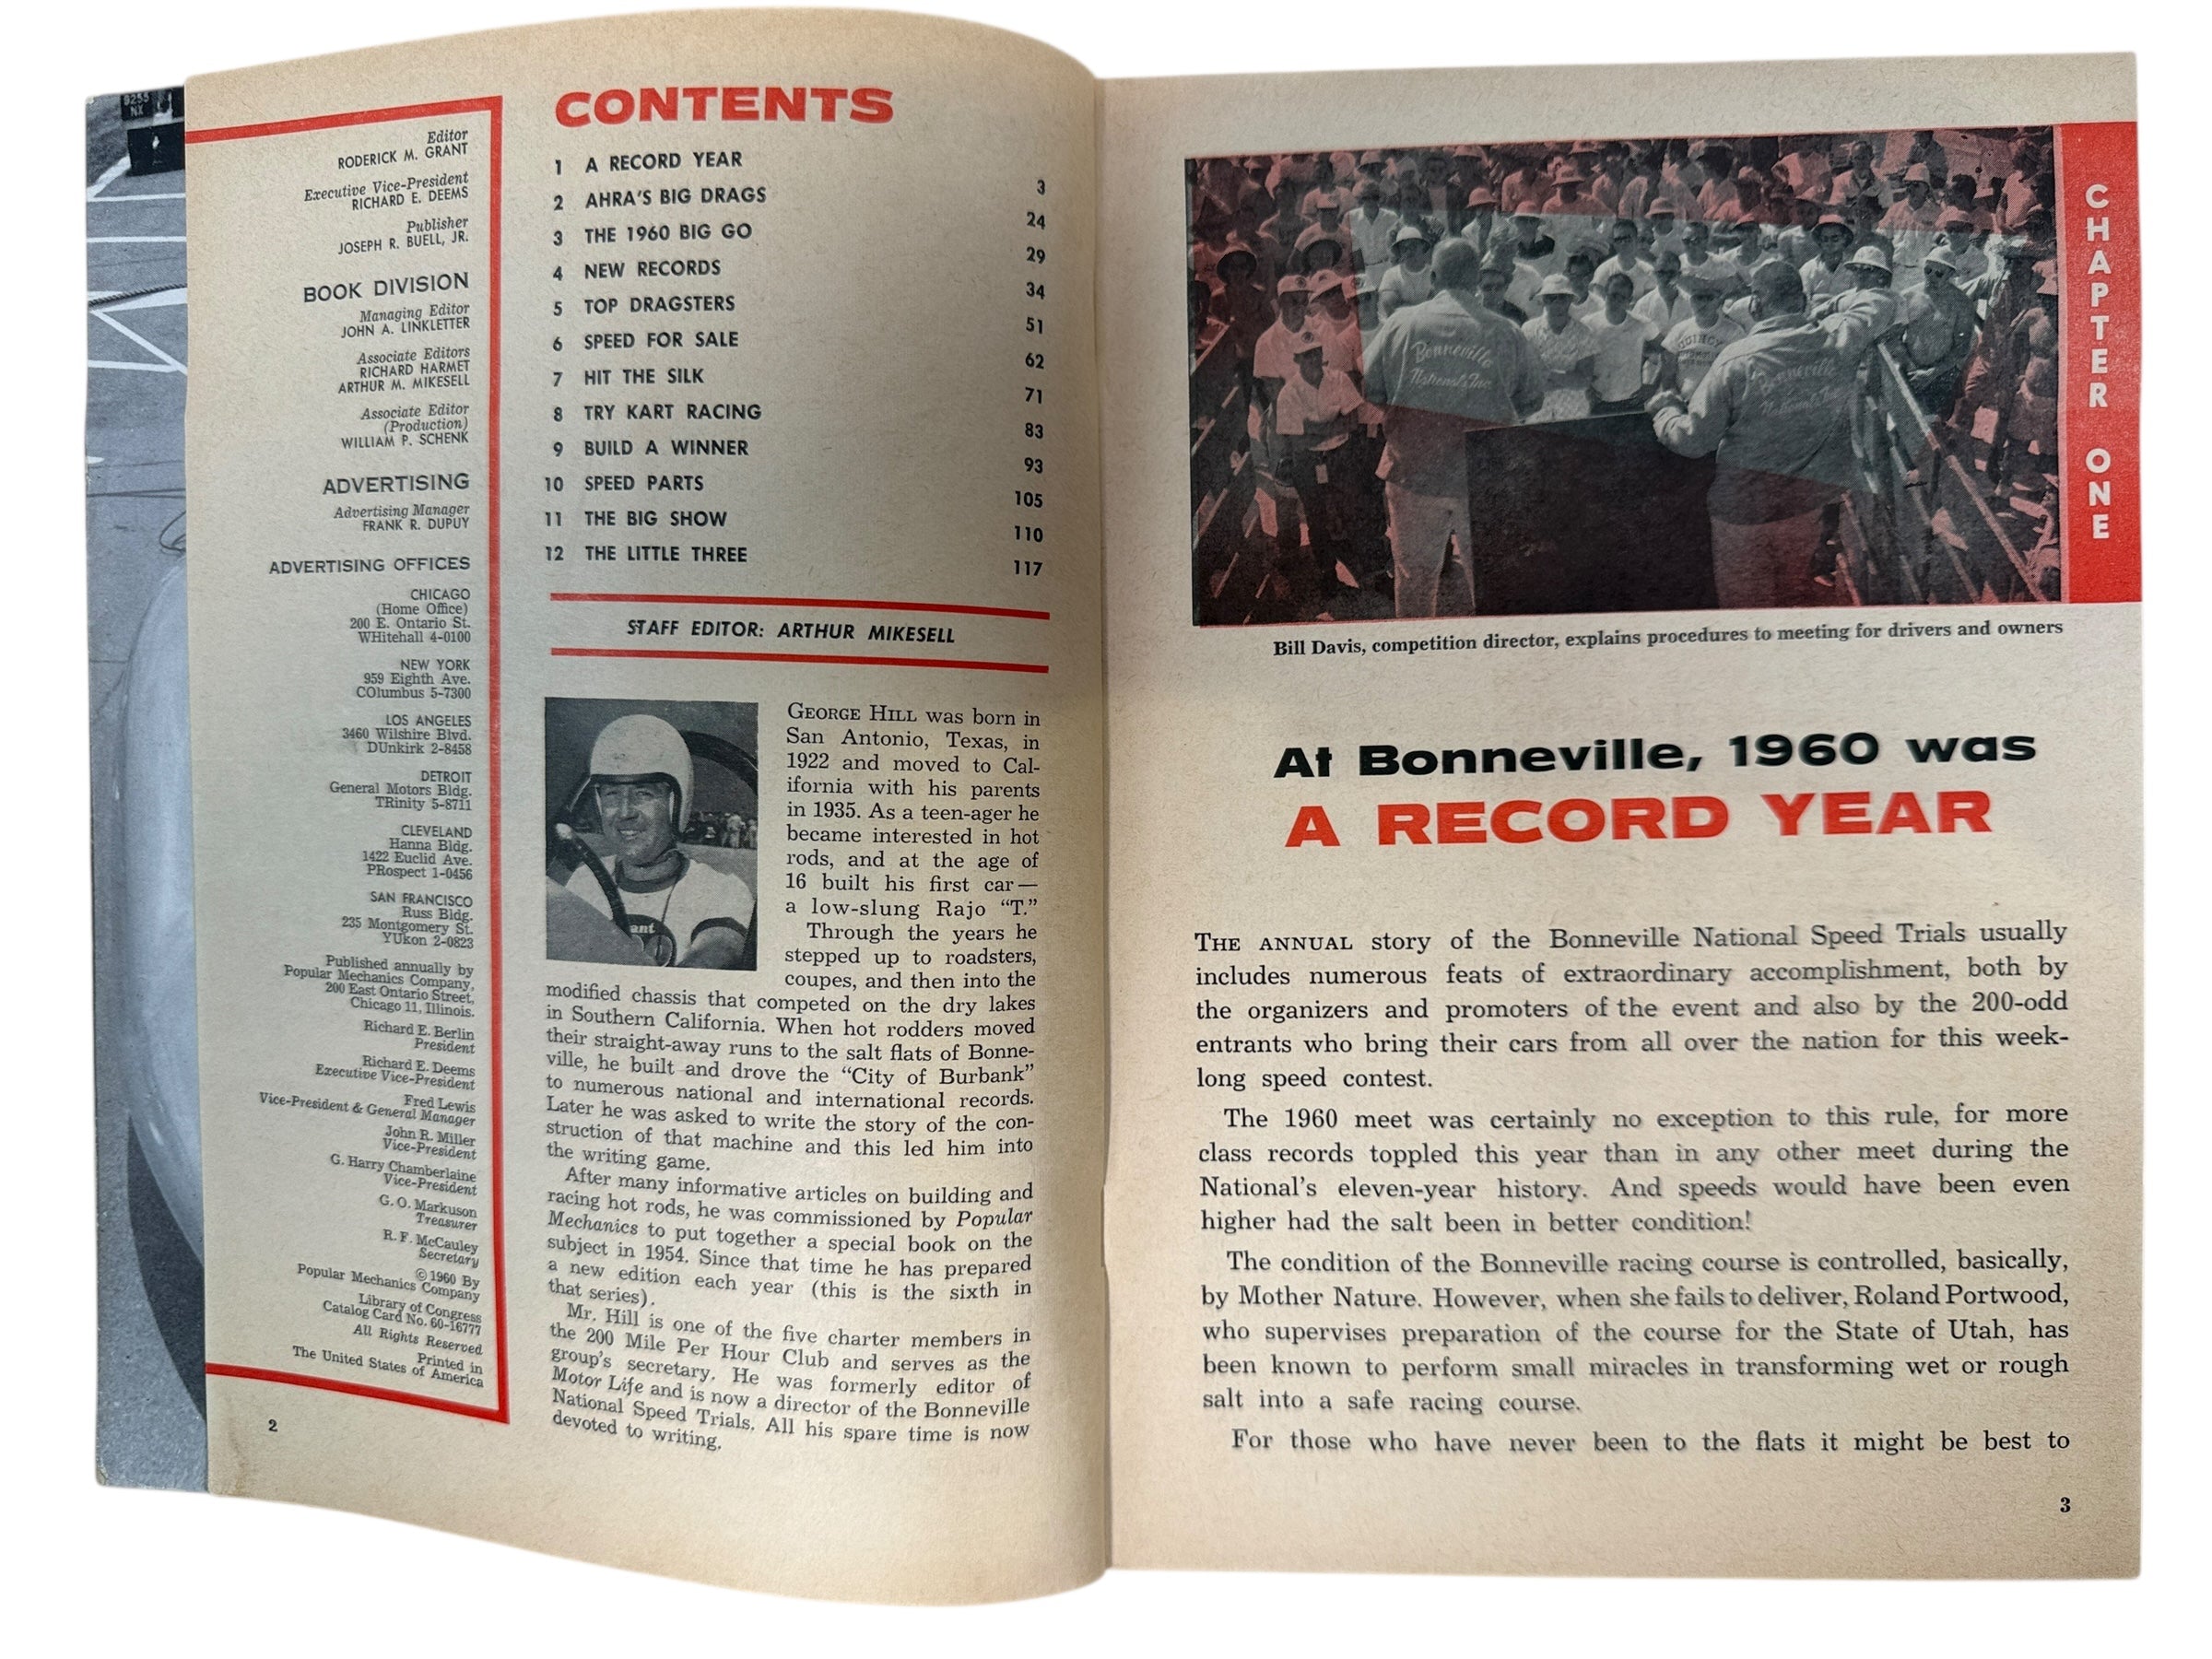 9255
NX
Editor
RODERICK M. GRANT
Executive Vice-President
RICHARD E. DEEMS
Publisher
JOSEPH R. BUELL, JR.
BOOK DIVISION
Managing Editor
JOHN A. LINKLETTER
Associate Editors
RICHARD HARMET
ARTHUR M. MIKESELL
Associate Editor
(Production)
WILLIAM P. SCHENK
ADVERTISING
Advertising Manager
FRANK R. DUPUY
ADVERTISING OFFICES
CHICAGO
(Home Office)
200 E. Ontario St.
WHitehall 4-0100
NEW YORK
959 Eighth Ave.
COlumbus 5-7300
LOS ANGELES
3460 Wilshire Blvd.
DUnkirk 2-8458
DETROIT
General Motors Bldg.
TRinity 5-8711
CLEVELAND
Hanna Bldg.
1422 Euclid Ave.
PRospect 1-0456
SAN FRANCISCO
Russ Bldg.
235 Montgomery St.
YUkon 2-0823
Published annually by
Popular Mechanics Company,
200 East Ontario Street,
Chicago 11, Illinois.
Richard E. Berlin
President
Richard E. Deems
Executive Vice-President
Fred Lewis
Vice-President & General Manager
John R. Miller
Vice-President
G. Harry Chamberlaine
Vice-President
G. O. Markuson
Treasurer
R. F. McCauley
Secretary
© 1960 By
Popular Mechanics Company
Library of Congress
Catalog Card No. 60-16777
All Rights Reserved
Printed in
The United States of America
2
CONTENTS
1 A RECORD YEAR 3
2 AHRA'S BIG DRAGS 24
3 THE 1960 BIG GO 29
4 NEW RECORDS 34
5 TOP DRAGSTERS 51
6 SPEED FOR SALE 62
7 HIT THE SILK 71
8 TRY KART RACING 83
9 BUILD A WINNER 93
10 SPEED PARTS 105
11 THE BIG SHOW 110
12 THE LITTLE THREE 117
STAFF EDITOR: ARTHUR MIKESELL
ant
GEORGE HILL was born in
San Antonio, Texas, in
1922 and moved to Cal-
ifornia with his parents
in 1935. As a teen-ager he
became interested in hot
rods, and at the age of
16 built his first car—
a low-slung Rajo "T."
Through the years he
stepped up to roadsters,
coupes, and then into the
modified chassis that competed on the dry lakes
in Southern California. When hot rodders moved
their straight-away runs to the salt flats of Bonne-
ville, he built and drove the "City of Burbank"
to numerous national and international records.
Later he was asked to write the story of the con-
struction of that machine and this led him into
the writing game.
After many informative articles on building and
racing hot rods, he was commissioned by Popular
Mechanics to put together a special book on the
subject in 1954. Since that time he has prepared
a new edition each year (this is the sixth in
that series).
Mr. Hill is one of the five charter members in
the 200 Mile Per Hour Club and serves as the
group's secretary. He was formerly editor of
Motor Life and is now a director of the Bonneville
National Speed Trials. All his spare time is now
devoted to writing.
CHAPTER ONE
Bonneville
Nationals Inc.
Bonneville
Nationals Inc.
Bill Davis, competition director, explains procedures to meeting for drivers and owners
At Bonneville, 1960 was
A RECORD YEAR
THE ANNUAL story of the Bonneville National Speed Trials usually
includes numerous feats of extraordinary accomplishment, both by
the organizers and promoters of the event and also by the 200-odd
entrants who bring their cars from all over the nation for this week-
long speed contest.
The 1960 meet was certainly no exception to this rule, for more
class records toppled this year than in any other meet during the
National's eleven-year history. And speeds would have been even
higher had the salt been in better condition!
The condition of the Bonneville racing course is controlled, basically,
by Mother Nature. However, when she fails to deliver, Roland Portwood,
who supervises preparation of the course for the State of Utah, has
been known to perform small miracles in transforming wet or rough
salt into a safe racing course.
For those who have never been to the flats it might be best to
3